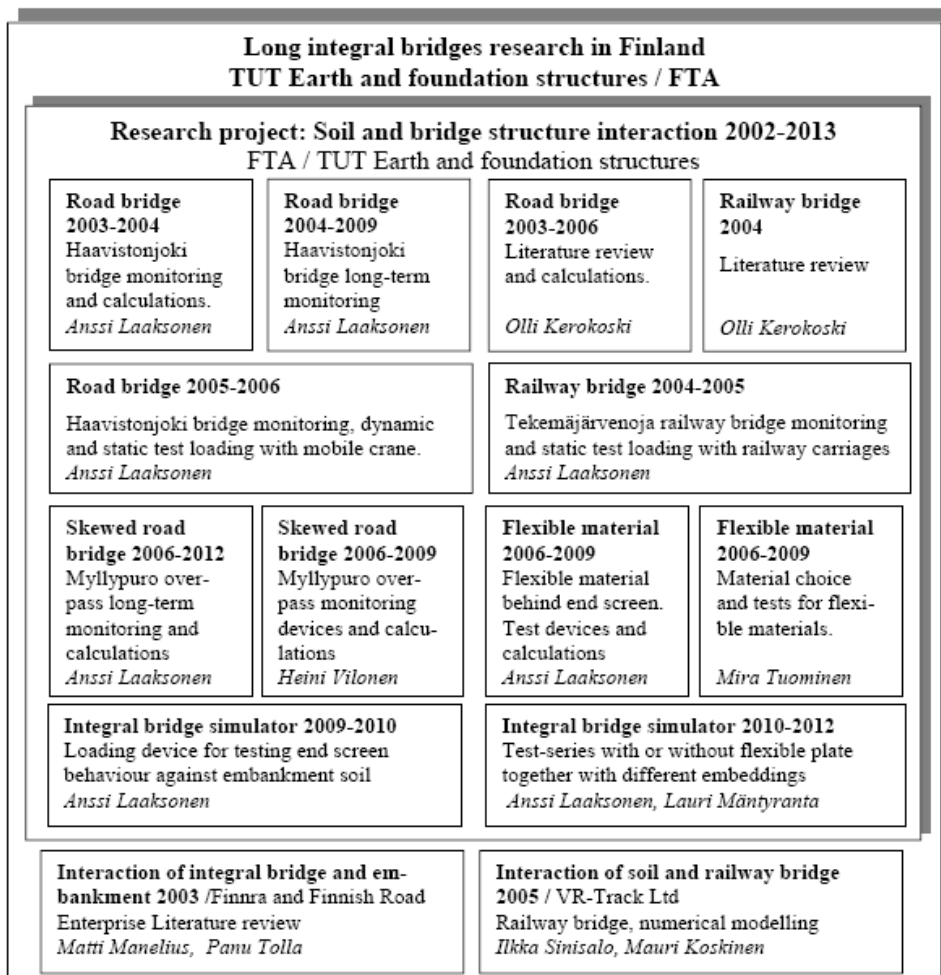 Long integral bridges research in Finland
TUT Earth and foundation structures / FTA
Research project: Soil and bridge structure interaction 2002-2013
FTA / TUT Earth and foundation structures
Road bridge
2003-2004
Haavistonjoki
bridge monitoring
and calculations.
Anssi Laaksonen
Road bridge
2004-2009
Haavistonjoki
bridge long-term
monitoring
Anssi Laaksonen
Road bridge
2003-2006
Literature review
and calculations.
Olli Kerokoski
Railway bridge
2004
Literature review
Olli Kerokoski
Road bridge 2005-2006
Haavistonjoki bridge monitoring, dynamic
and static test loading with mobile crane.
Anssi Laaksonen
Railway bridge 2004-2005
Tekemäjärvenoja railway bridge monitoring
and static test loading with railway carriages
Anssi Laaksonen
Skewed road
bridge 2006-2012
Myllypuro over-
pass long-term
monitoring and
calculations
Anssi Laaksonen
Skewed road
bridge 2006-2009
Myllypuro over-
pass monitoring
devices and calcu-
lations
Heini Vilonen
Flexible material
2006-2009
Flexible material
behind end screen.
Test devices and
calculations
Anssi Laaksonen
Flexible material
2006-2009
Material choice
and tests for flexi-
ble materials.
Mira Tuominen
Integral bridge simulator 2009-2010
Loading device for testing end screen
behaviour against embankment soil
Anssi Laaksonen
Integral bridge simulator 2010-2012
Test-series with or without flexible plate
together with different embeddings
Anssi Laaksonen, Lauri Mäntyranta
Interaction of integral bridge and em-
bankment 2003 /Finnra and Finnish Road
Enterprise Literature review
Matti Manelius, Panu Tolla
Interaction of soil and railway bridge
2005 / VR-Track Ltd
Railway bridge, numerical modelling
Ilkka Sinisalo, Mauri Koskinen